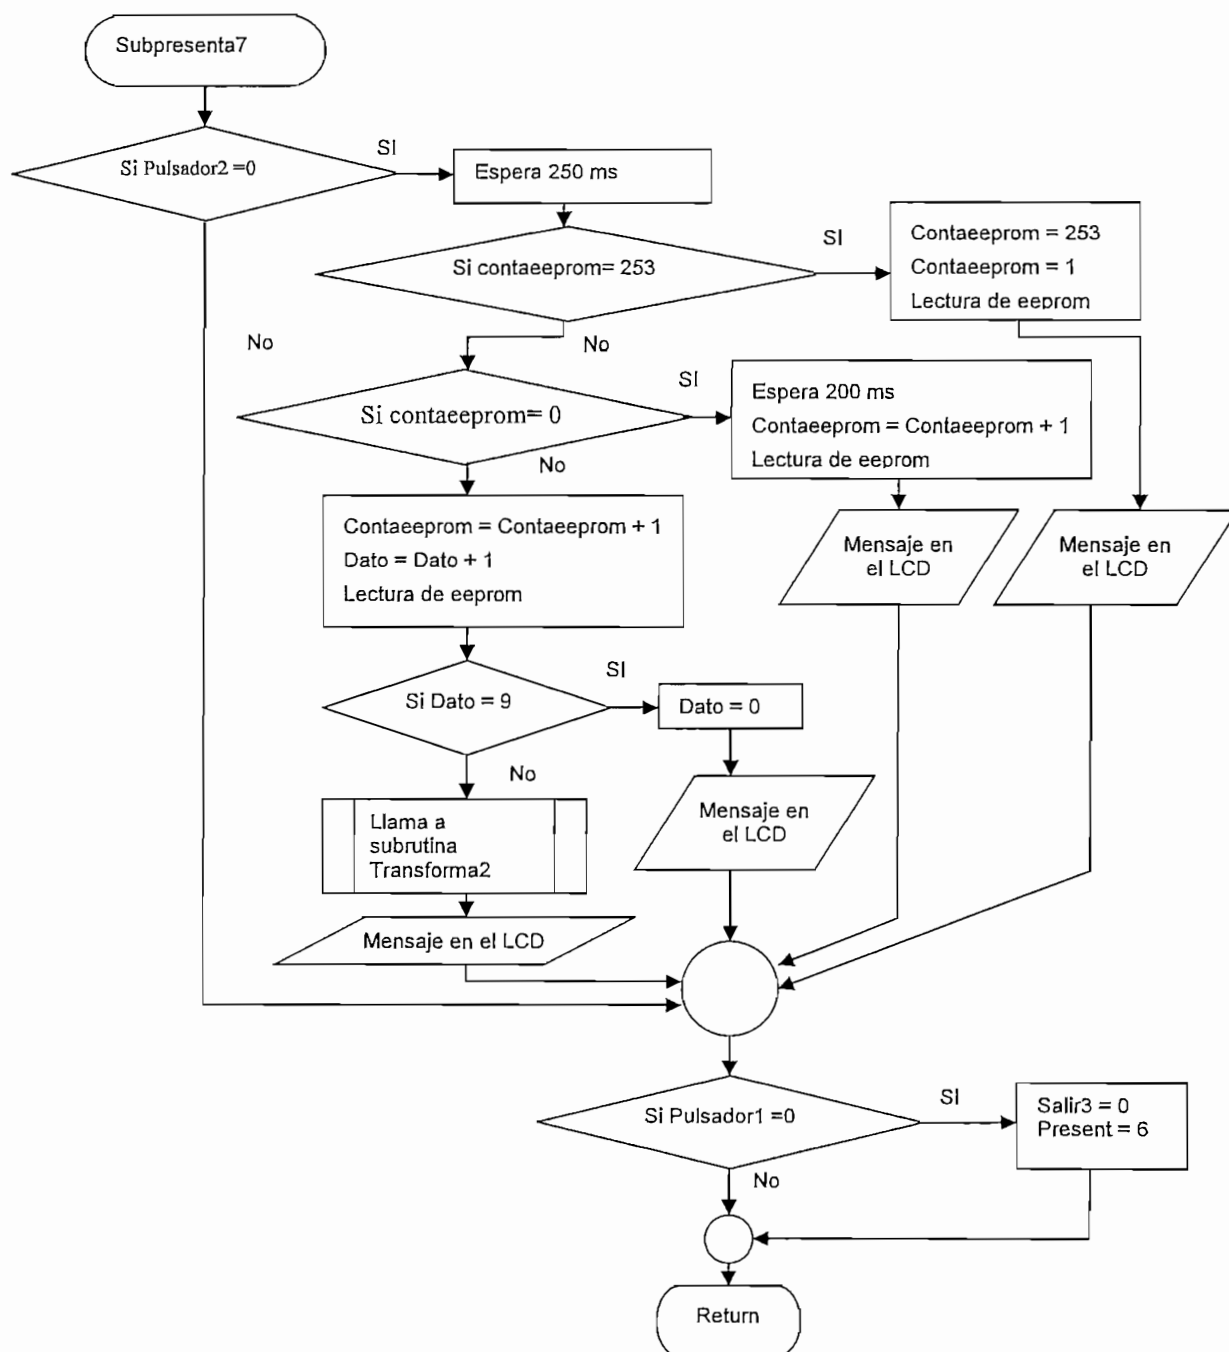 Subpresenta7
Si Pulsador2 =0
SI
Espera 250 ms
Si contaeeprom= 253
SI
Contaeeprom = 253
Contaeeprom = 1
Lectura de eeprom
No
No
Si contaeeprom= 0
SI
Espera 200 ms
Contaeeprom = Contaeeprom + 1
Lectura de eeprom
No
Contaeeprom = Contaeeprom + 1
Dato = Dato + 1
Lectura de eeprom
Mensaje en
el LCD
Mensaje en
el LCD
Si Dato = 9
SI
Dato = 0
No
Llama a
subrutina
Transforma2
Mensaje en
el LCD
Mensaje en el LCD
Si Pulsador1 =0
SI
Salir3 = 0
Present = 6
No
Return